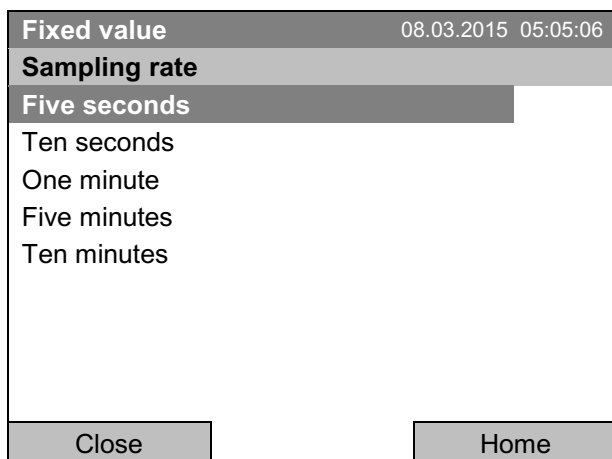 Fixed value 08.03.2015 05:05:06
Sampling rate
Five seconds
Ten seconds
One minute
Five minutes
Ten minutes
Close Home